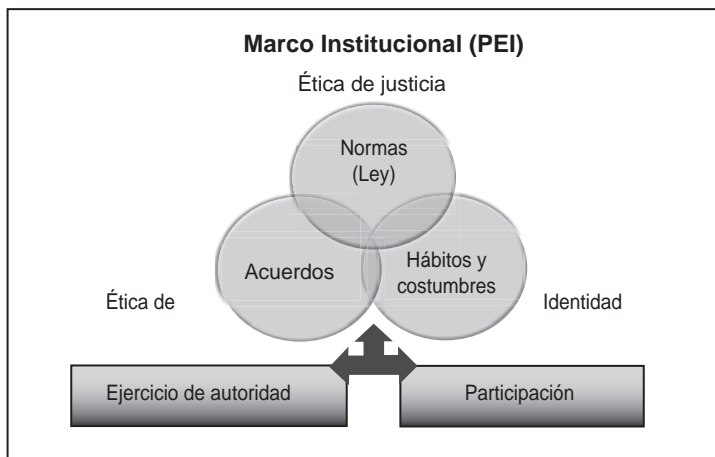 Marco Institucional (PEI)
Ética de justicia
Normas
(Ley)
Acuerdos
Hábitos y
costumbres
Ética de
Identidad
Ejercicio de autoridad
Participación